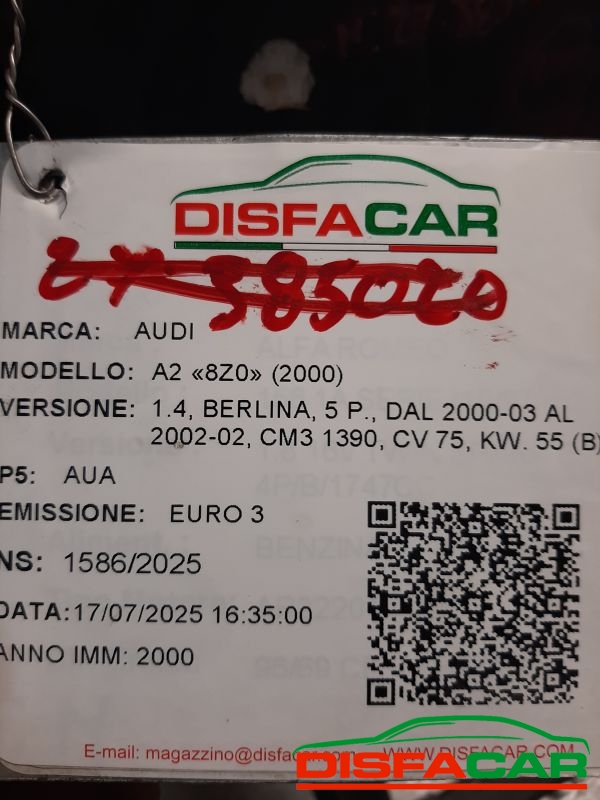 DISFACAR
MARCA: AUDI
MODELLO: A2 «8Z0» (2000)
VERSIONE: 1.4, BERLINA, 5 P., DAL 2000-03 AL
2002-02, CM3 1390, CV 75, KW. 55 (B)
P5: AUA
EMISSIONE: EURO 3
NS: 1586/2025
DATA:17/07/2025 16:35:00
ANNO IMM: 2000
E-mail: magazzino@disfacar.com - WWW.DISFACAR.COM
DISFACAR